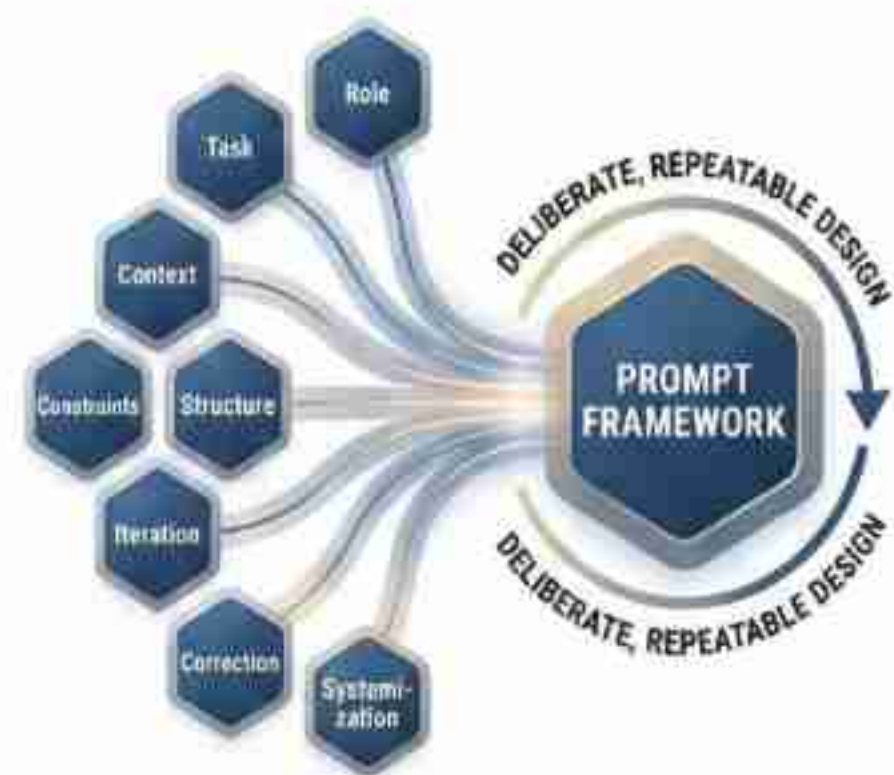 Role
Task
Context
Constraints
Structure
Iteration
Correction
Systemi-
zation
DELIBERATE, REPEATABLE DESIGN
PROMPT
FRAMEWORK
DELIBERATE, REPEATABLE DESIGN